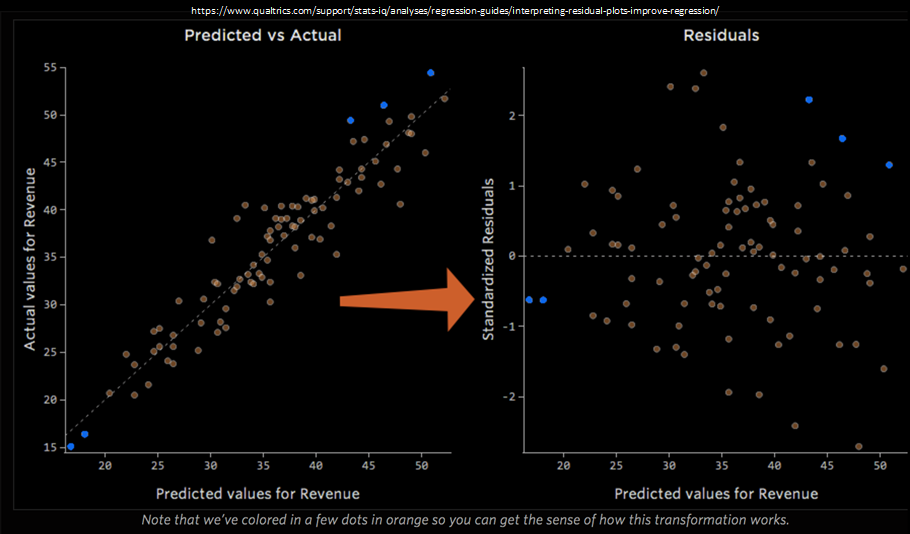 https://www.qualtrics.com/support/stats-iq/analyses/regression-guides/interpreting-residual-plots-improve-regression/
Predicted vs Actual
55
50
45
40
35
30
25
20
15
Actual values for Revenue
20 25 30 35 40 45 50
Predicted values for Revenue
Residuals
2
1
0
-1
-2
Standardized Residuals
20 25 30 35 40 45 50
Predicted values for Revenue
Note that we've colored in a few dots in orange so you can get the sense of how this transformation works.